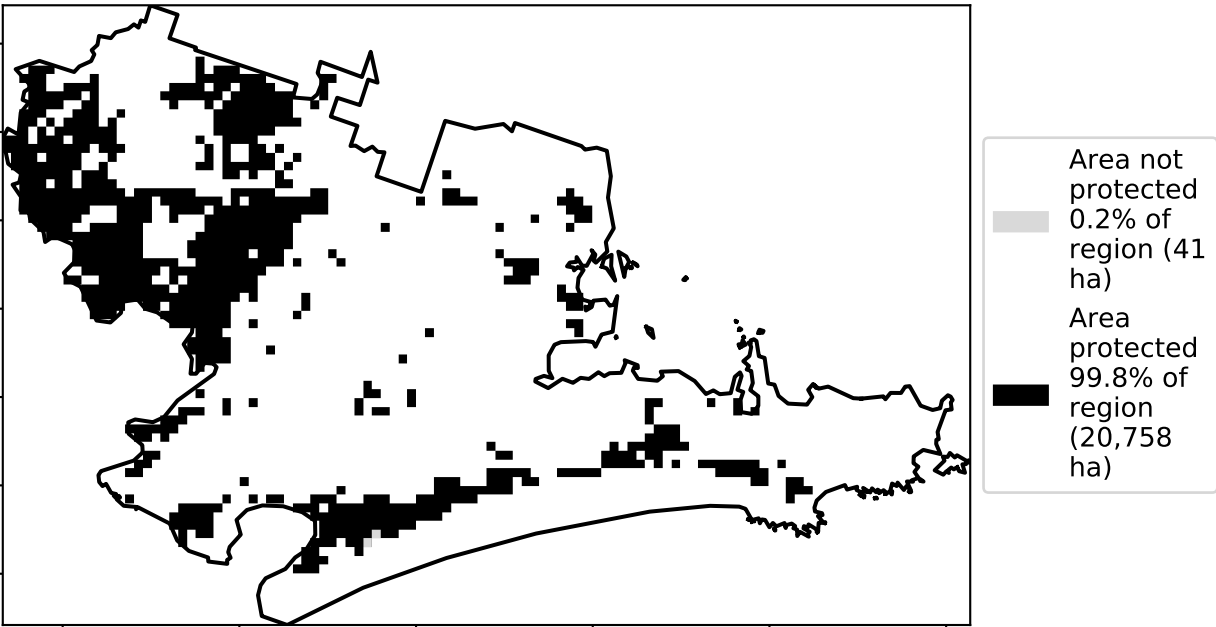 Area not
protected
0.2% of
region (41
ha)
Area
protected
99.8% of
region
(20,758
ha)